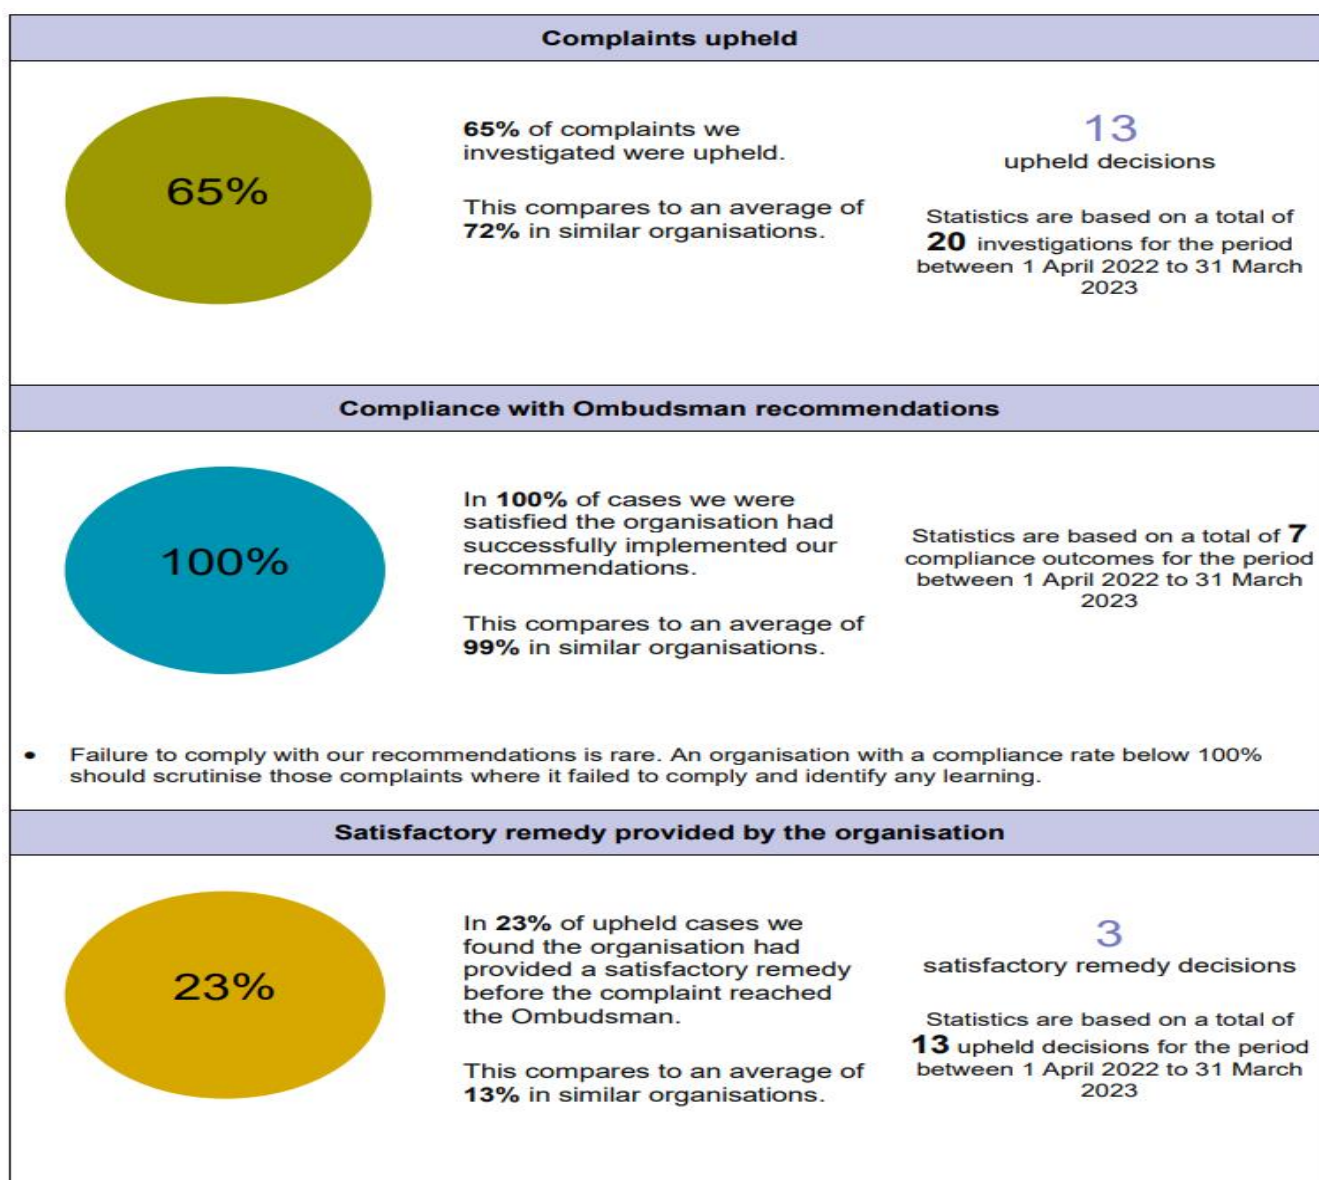 Complaints upheld
65%
65% of complaints we
investigated were upheld.
This compares to an average of
72% in similar organisations.
13
upheld decisions
Statistics are based on a total of
20 investigations for the period
between 1 April 2022 to 31 March
2023
Compliance with Ombudsman recommendations
100%
In 100% of cases we were
satisfied the organisation had
successfully implemented our
recommendations.
This compares to an average of
99% in similar organisations.
Statistics are based on a total of 7
compliance outcomes for the period
between 1 April 2022 to 31 March
2023
• Failure to comply with our recommendations is rare. An organisation with a compliance rate below 100%
should scrutinise those complaints where it failed to comply and identify any learning.
Satisfactory remedy provided by the organisation
23%
In 23% of upheld cases we
found the organisation had
provided a satisfactory remedy
before the complaint reached
the Ombudsman.
This compares to an average of
13% in similar organisations.
3
satisfactory remedy decisions
Statistics are based on a total of
13 upheld decisions for the period
between 1 April 2022 to 31 March
2023